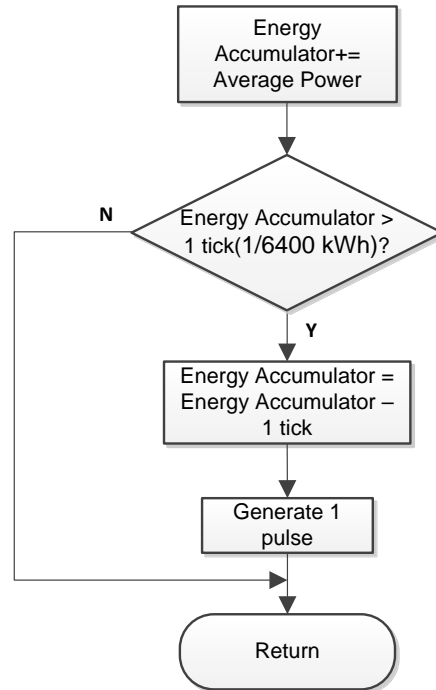 Energy
Accumulator+=
Average Power
N
Energy Accumulator >
1 tick(1/6400 kWh)?
Y
Energy Accumulator =
Energy Accumulator –
1 tick
Generate 1
pulse
Return